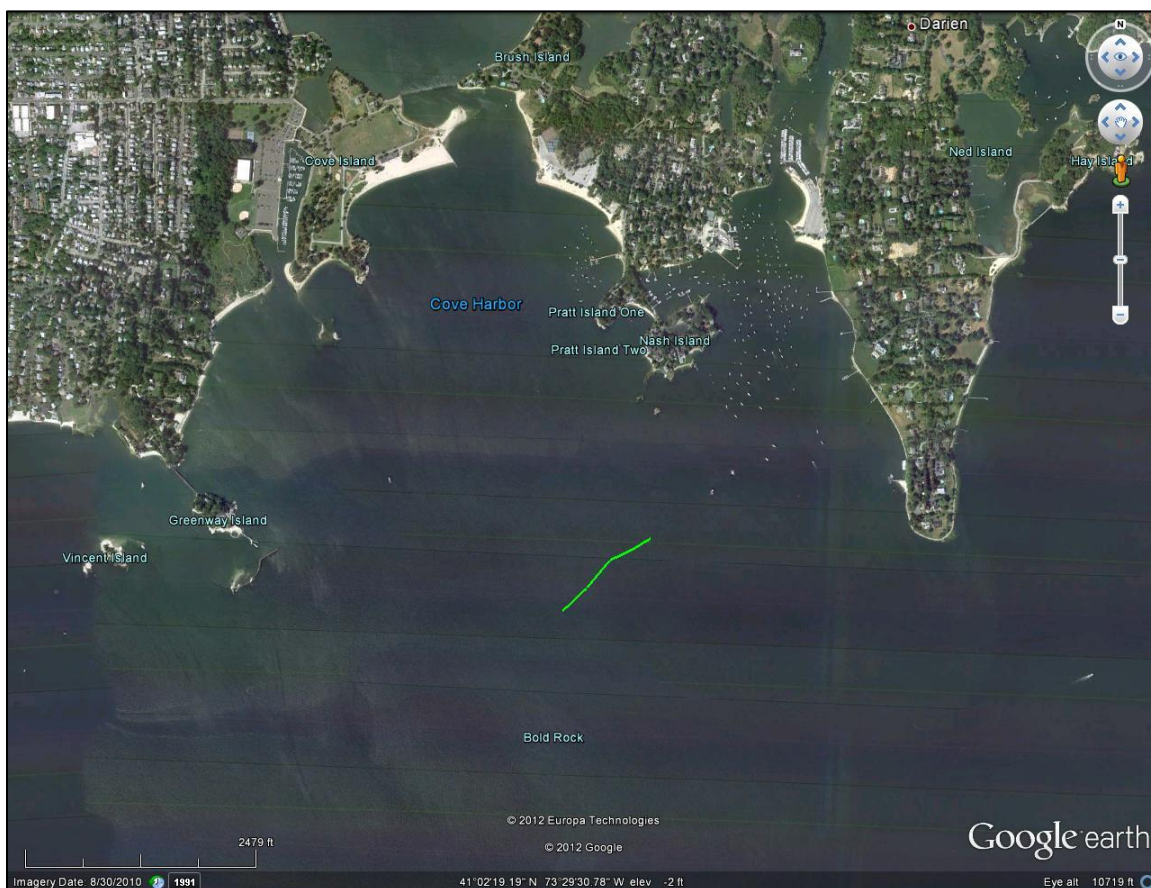 Darien
N
Brush Island
Cove Island
Ned Island
Hay Island
Cove Harbor
Pratt Island One
Nash Island
Pratt Island Two
Greenway Island
Vincent Island
Bold Rock
© 2012 Europa Technologies
© 2012 Google
Google earth
2479 ft
Imagery Date: 8/30/2010 1991 41°02'19.19" N 73°29'30.78" W elev -2 ft Eye alt 10719 ft